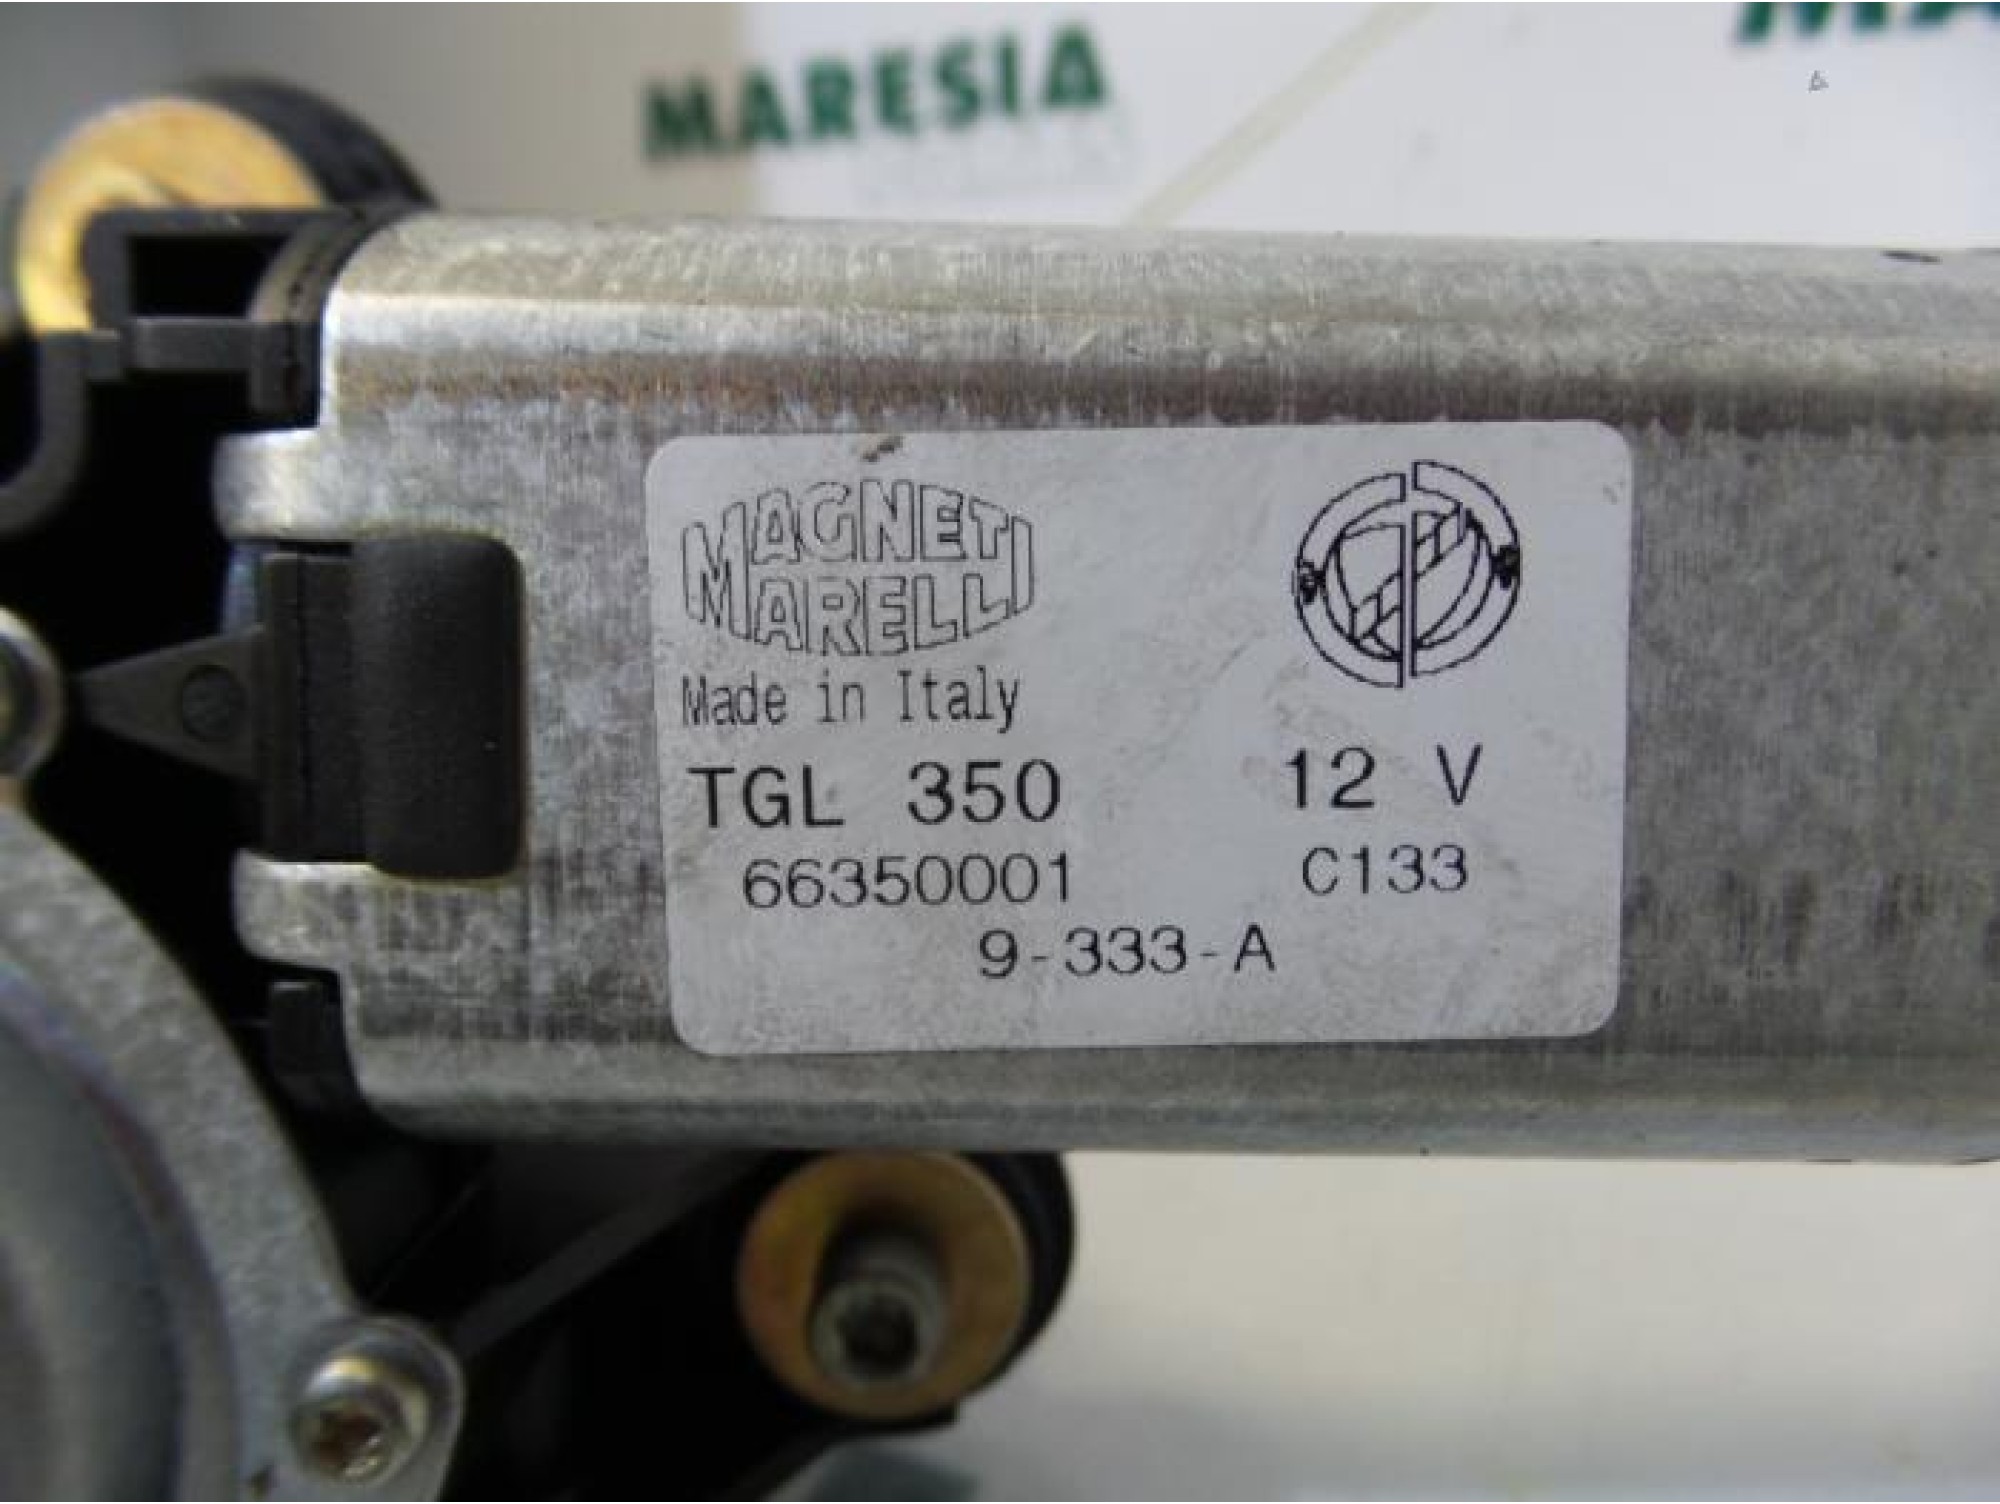 MARESIA
MAGNETI
MARELLI
Made in Italy
TGL 350 12 V
66350001 C133
9-333-A